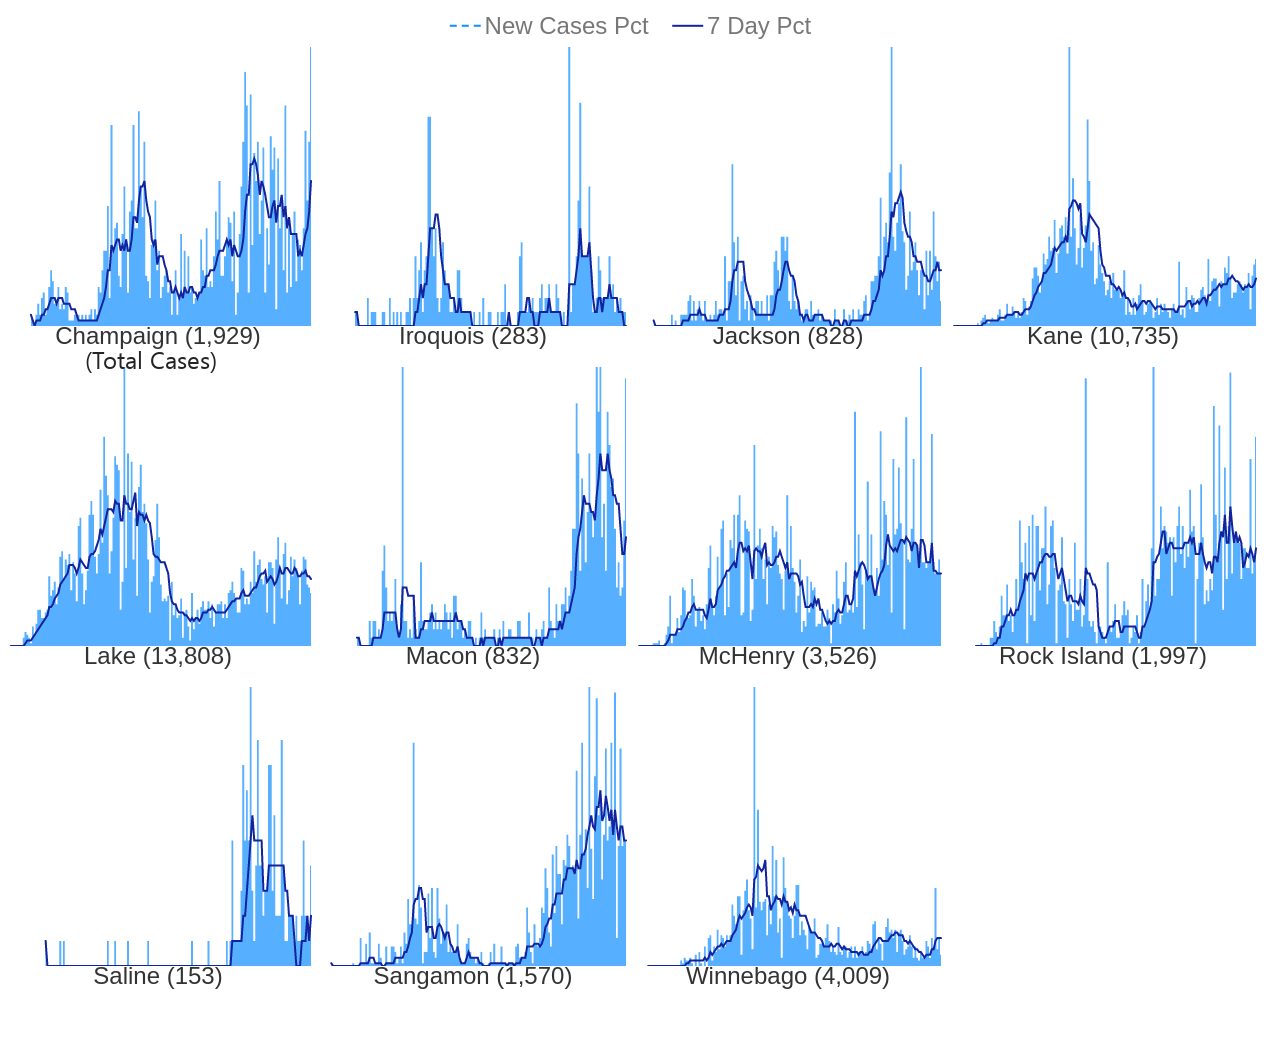 New Cases Pct 7 Day Pct
Champaign (1,929)
(Total Cases)
Iroquois (283)
Jackson (828)
Kane (10,735)
Lake (13,808)
Macon (832)
McHenry (3,526)
Rock Island (1,997)
Saline (153)
Sangamon (1,570)
Winnebago (4,009)